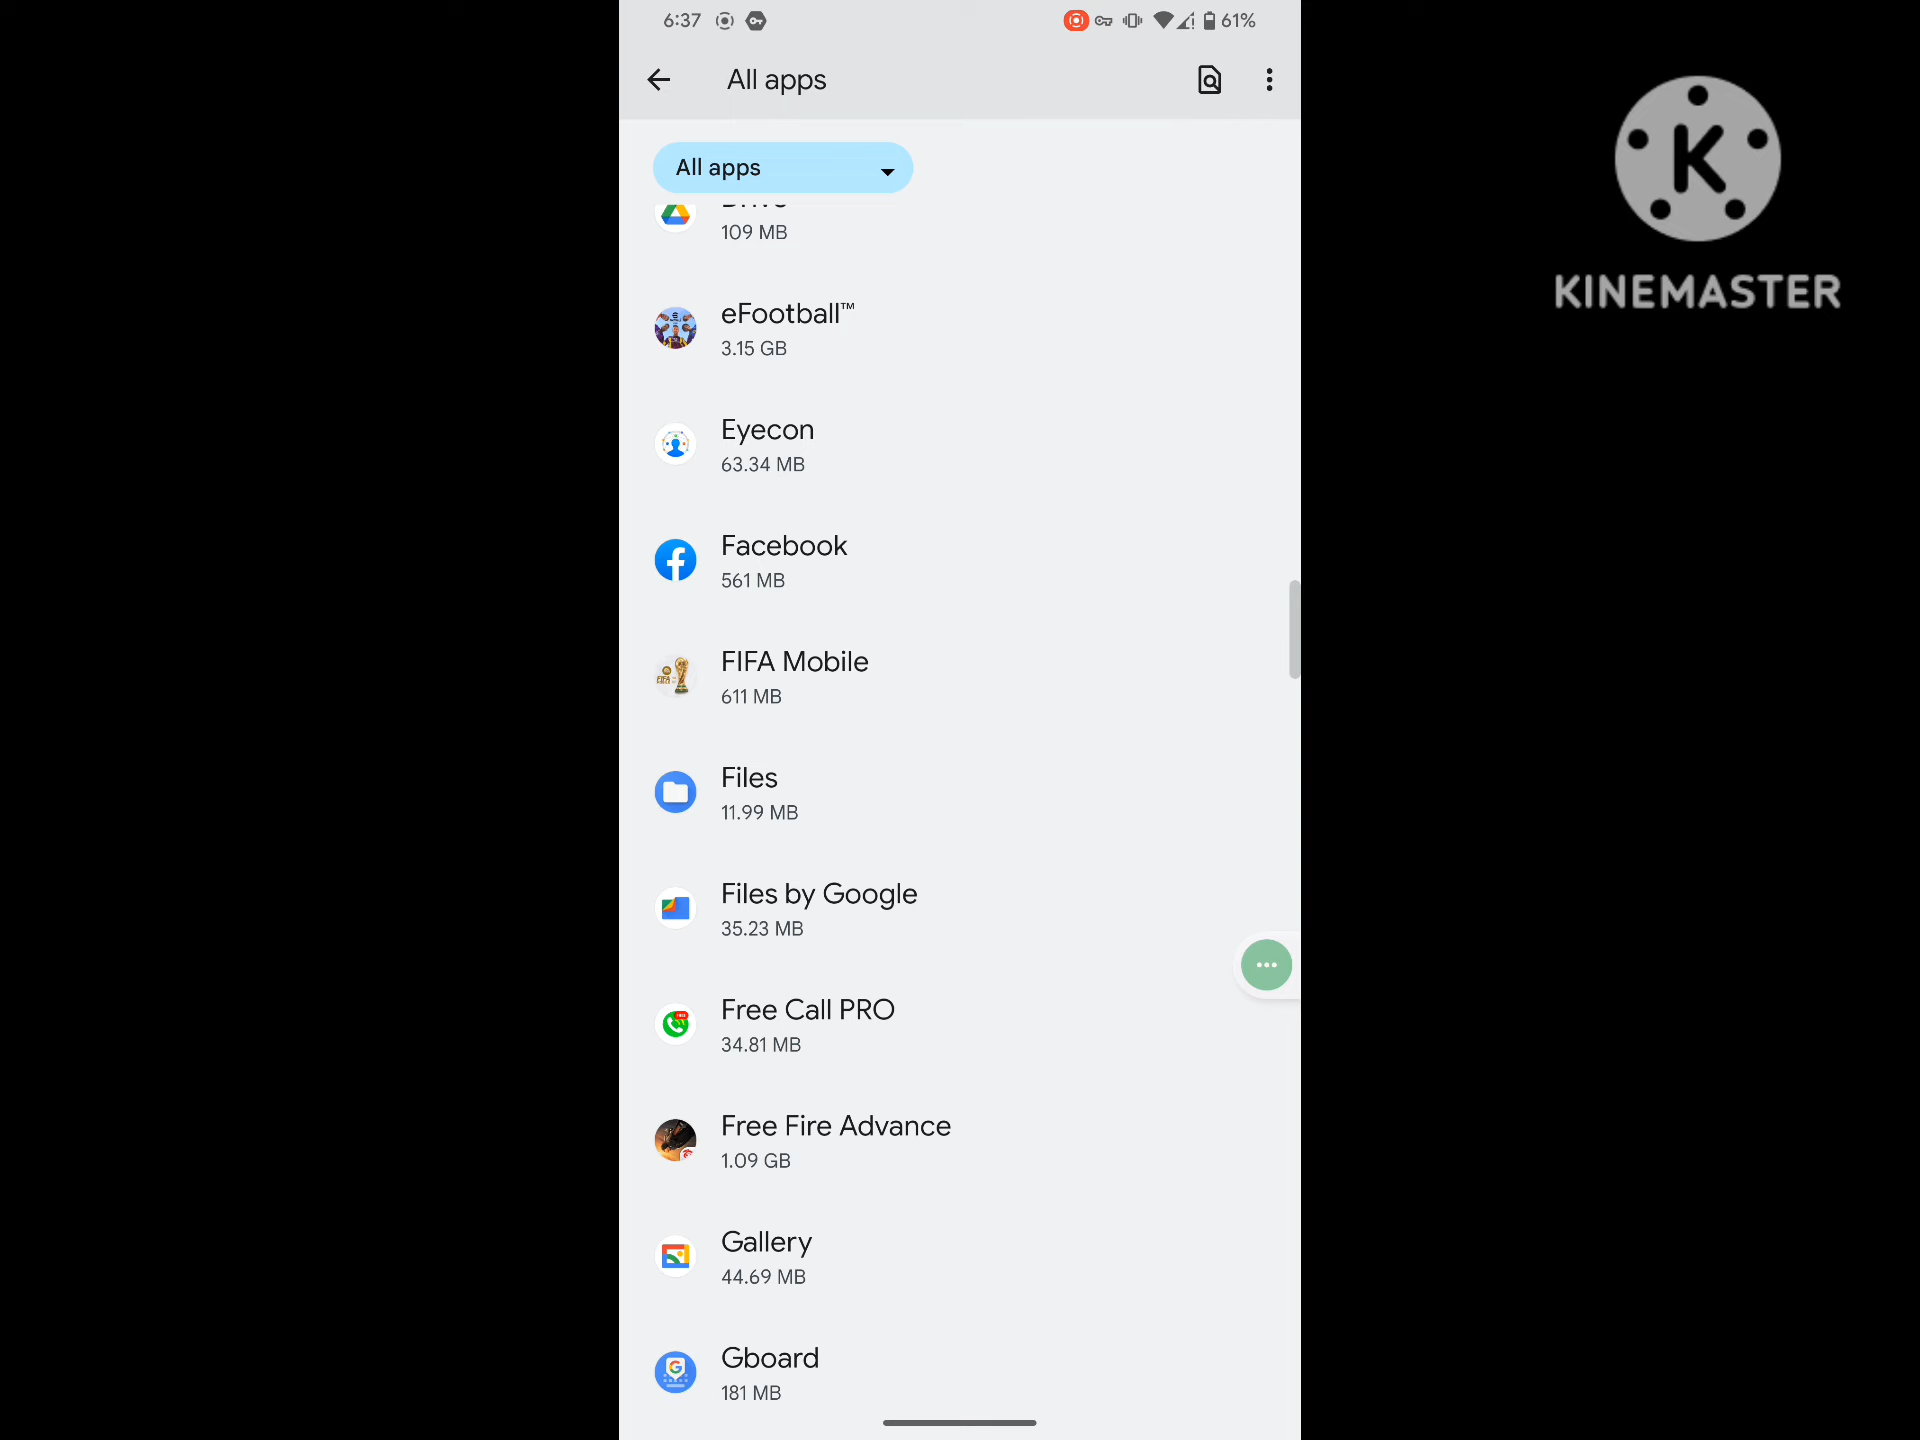 6:37
61%
All apps
All apps
109 MB
eFootball™
3.15 GB
Eyecon
63.34 MB
Facebook
561 MB
FIFA Mobile
611 MB
Files
11.99 MB
Files by Google
35.23 MB
Free Call PRO
34.81 MB
Free Fire Advance
1.09 GB
Gallery
44.69 MB
Gboard
181 MB
K
KINEMASTER